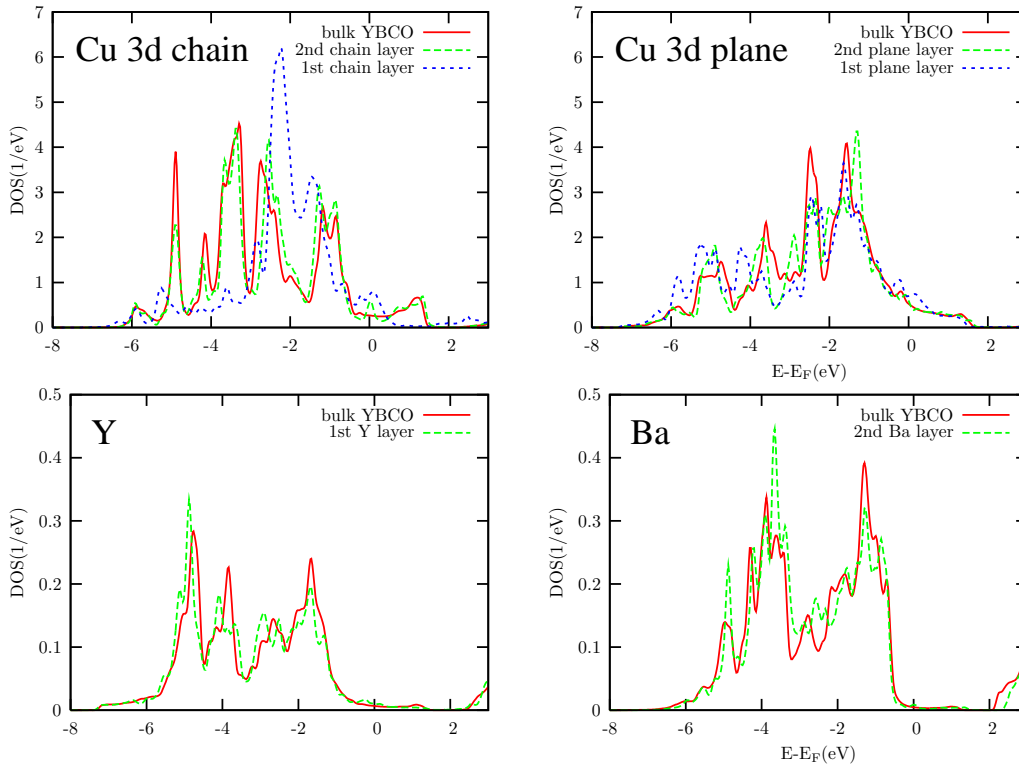 Cu 3d chain
bulk YBCO
2nd chain layer
1st chain layer
DOS(1/eV)
7
6
5
4
3
2
1
0
-8 -6 -4 -2 0 2
Cu 3d plane
bulk YBCO
2nd plane layer
1st plane layer
DOS(1/eV)
7
6
5
4
3
2
1
0
-8 -6 -4 -2 0 2
E-EF(eV)
Y
bulk YBCO
1st Y layer
DOS(1/eV)
0.5
0.4
0.3
0.2
0.1
0
-8 -6 -4 -2 0 2
Ba
bulk YBCO
2nd Ba layer
DOS(1/eV)
0.5
0.4
0.3
0.2
0.1
0
-8 -6 -4 -2 0 2
E-EF(eV)